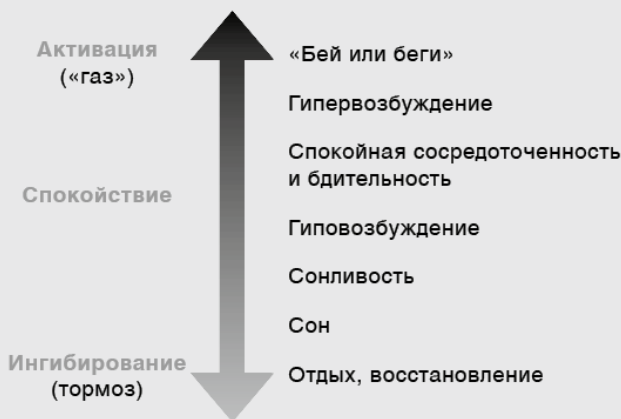 Активация
(«газ»)
Спокойствие
Ингибирование
(тормоз)
«Бей или беги»
Гипервозбуждение
Спокойная сосредоточенность
и бдительность
Гиповозбуждение
Сонливость
Сон
Отдых, восстановление